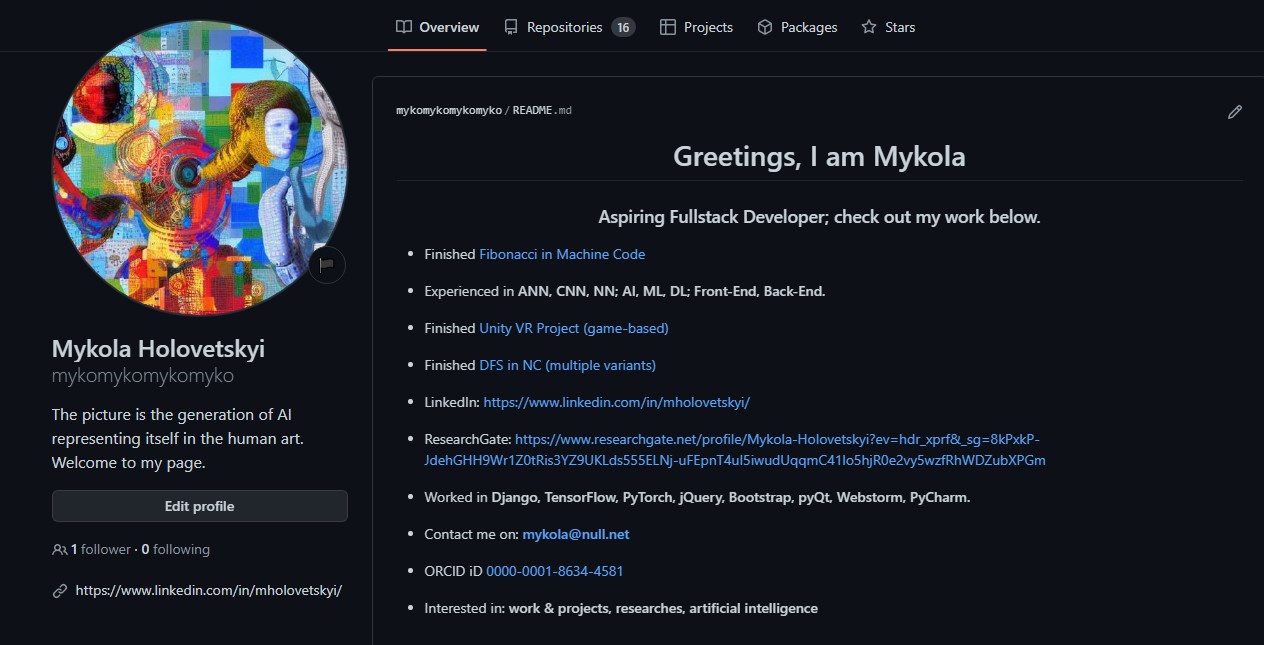 Overview Repositories 16 Projects Packages Stars
mykomykomykomyko / README.md
Greetings, I am Mykola
Aspiring Fullstack Developer; check out my work below.
Finished Fibonacci in Machine Code
Experienced in ANN, CNN, NN; AI, ML, DL; Front-End, Back-End.
Finished Unity VR Project (game-based)
Finished DFS in NC (multiple variants)
LinkedIn: https://www.linkedin.com/in/mholovetskyi/
ResearchGate: https://www.researchgate.net/profile/Mykola-Holovetskyi?ev=hdr_xprf&_sg=8kPxkP-
JdehGHH9Wr1Z0tRis3YZ9UKLds555ELNj-uFEpnT4uI5iwudUqqmC41Io5hjR0e2vy5wzfRhWDZubXPGm
Worked in Django, TensorFlow, PyTorch, jQuery, Bootstrap, pyQt, Webstorm, PyCharm.
Contact me on: mykola@null.net
ORCID iD 0000-0001-8634-4581
Interested in: work & projects, researches, artificial intelligence
Mykola Holovetskyi
mykomykomykomyko
The picture is the generation of AI
representing itself in the human art.
Welcome to my page.
Edit profile
1 follower · 0 following
https://www.linkedin.com/in/mholovetskyi/